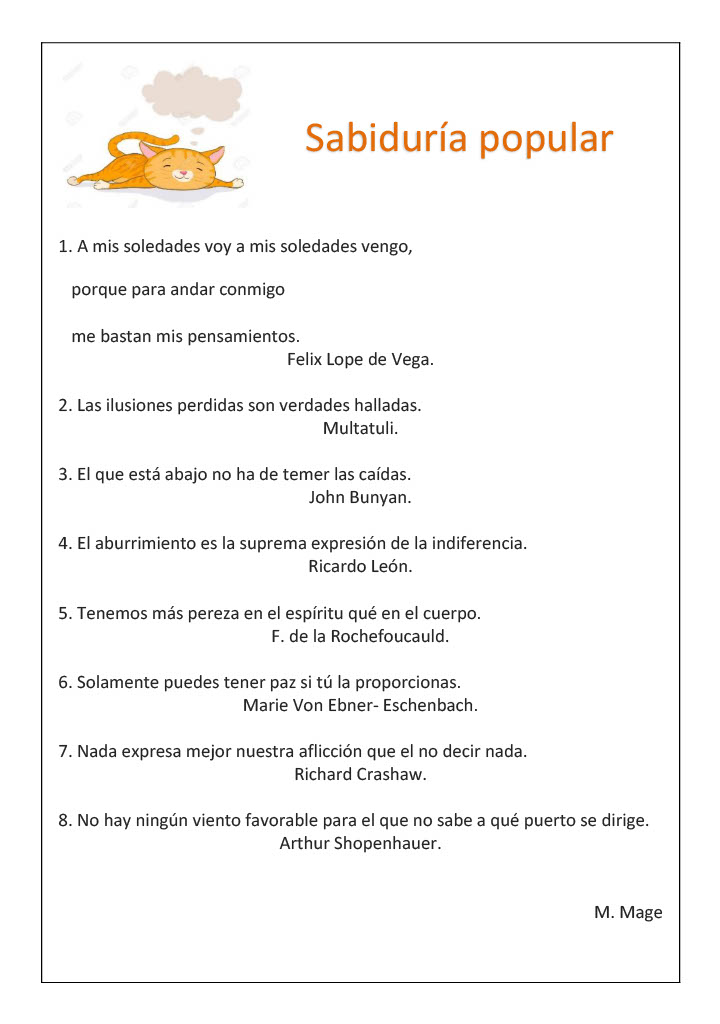 Sabiduría popular
1. A mis soledades voy a mis soledades vengo,
porque para andar conmigo
me bastan mis pensamientos.
Felix Lope de Vega.
2. Las ilusiones perdidas son verdades halladas.
Multatuli.
3. El que está abajo no ha de temer las caídas.
John Bunyan.
4. El aburrimiento es la suprema expresión de la indiferencia.
Ricardo León.
5. Tenemos más pereza en el espíritu qué en el cuerpo.
F. de la Rochefoucauld.
6. Solamente puedes tener paz si tú la proporcionas.
Marie Von Ebner- Eschenbach.
7. Nada expresa mejor nuestra aflicción que el no decir nada.
Richard Crashaw.
8. No hay ningún viento favorable para el que no sabe a qué puerto se dirige.
Arthur Shopenhauer.
M. Mage